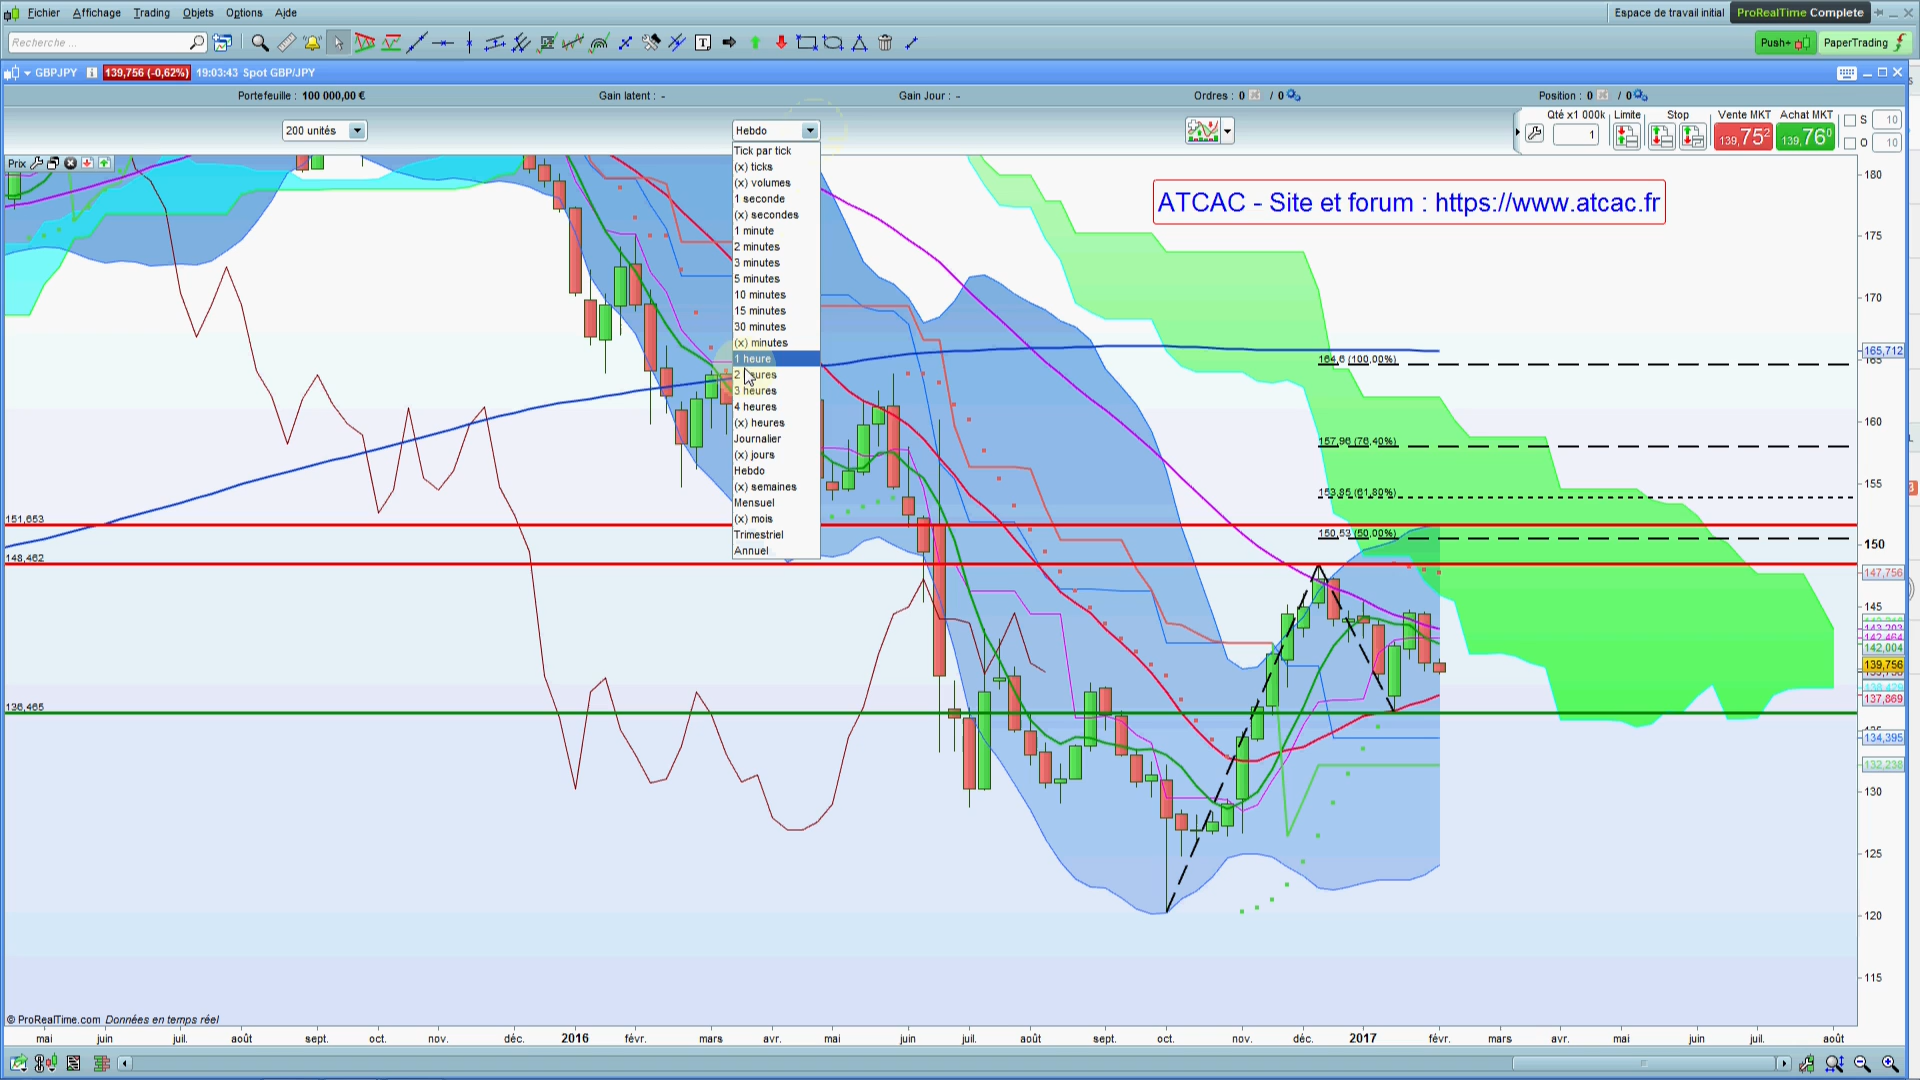 Fichier Affichage Trading Objets Options Aide
Espace de travail initial ProRealTime Complete
Recherche ...
Push+ PaperTrading
GBPJPY 139,756 (-0,62%) 19:03:43 Spot GBP/JPY
Portefeuille : 100 000,00 € Gain latent : - Gain Jour : - Ordres : 0 / 0 Position : 0 / 0
Qté x1 000k Limite Stop Vente MKT Achat MKT S 10
200 unités Hebdo 1 139,75² 139,76⁰ O 10
Prix
Tick par tick
(x) ticks
(x) volumes
1 seconde
(x) secondes
1 minute
2 minutes
3 minutes
5 minutes
10 minutes
15 minutes
30 minutes
(x) minutes
1 heure
3 heures
4 heures
(x) heures
Journalier
(x) jours
Hebdo
(x) semaines
Mensuel
(x) mois
Trimestriel
Annuel
ATCAC - Site et forum : https://www.atcac.fr
164,6 (100,00%)
157,96 (76,40%)
153,85 (61,80%)
150,53 (50,00%)
151,653
148,462
136,465
180
175
170
165,712
160
155
150
147,756
145
142,464
142,004
139,756
137,869
134,395
132,238
130
125
120
115
© ProRealTime.com Données en temps réel
mai juin juil. août sept. oct. nov. déc. 2016 févr. mars avr. mai juin juil. août sept. oct. nov. déc. 2017 févr. mars avr. mai juin juil. août